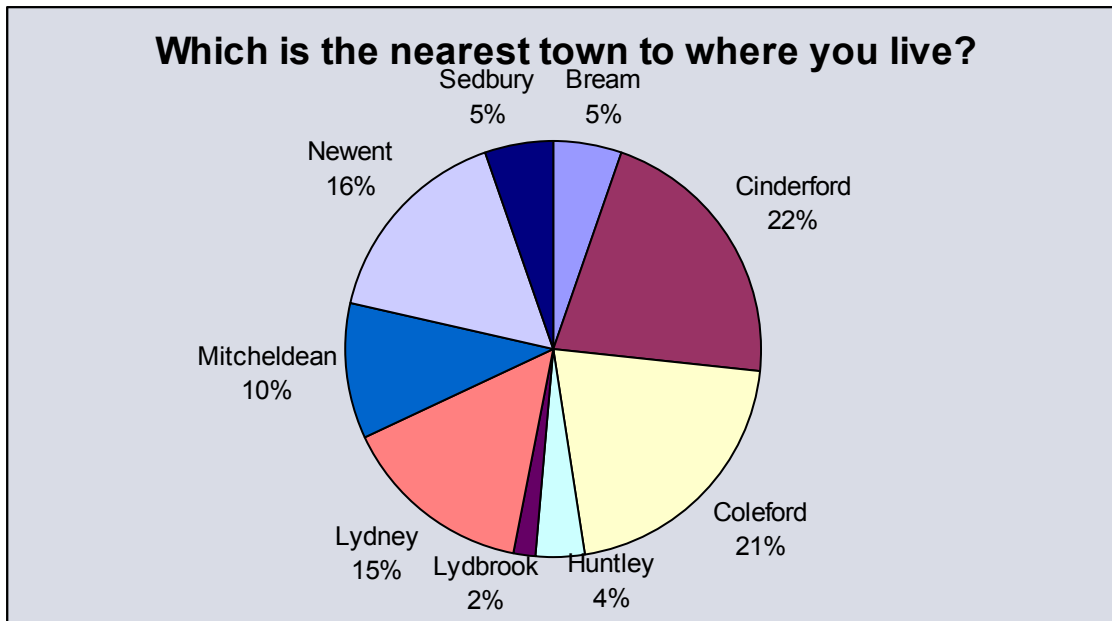 Which is the nearest town to where you live?
Sedbury
5%
Bream
5%
Newent
16%
Cinderford
22%
Mitcheldean
10%
Coleford
21%
Lydney
15%
Lydbrook
2%
Huntley
4%